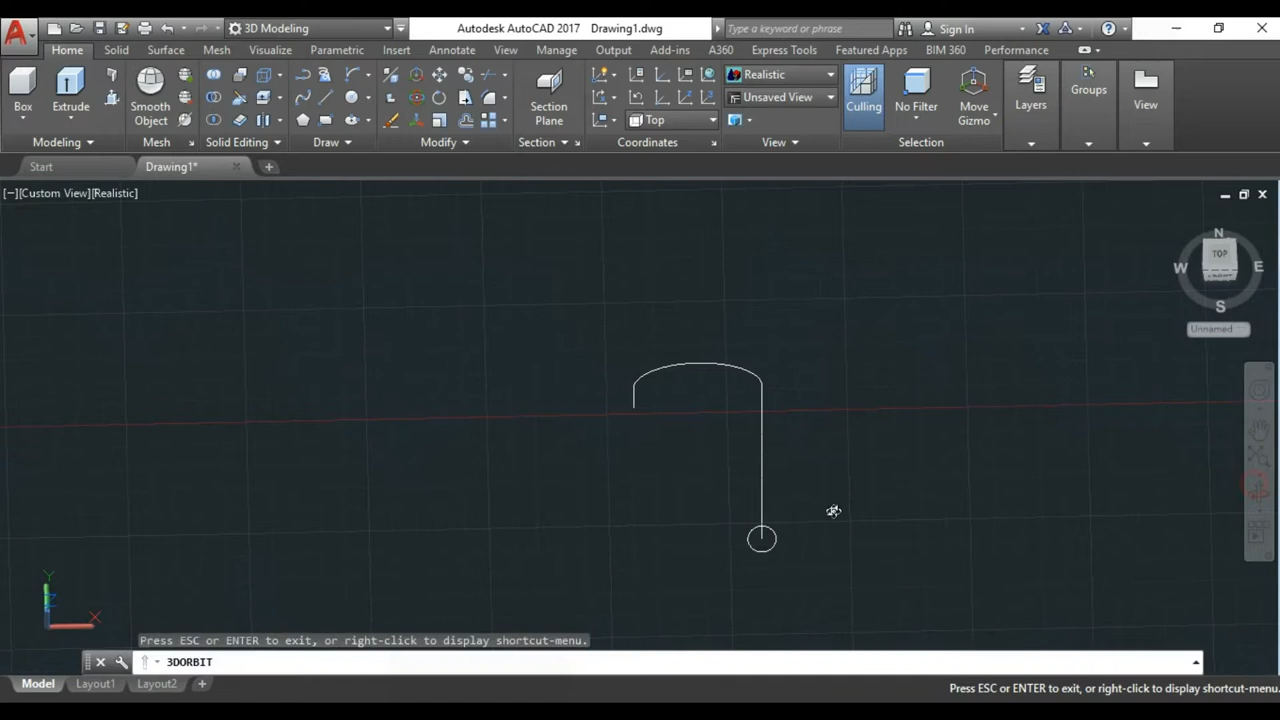 3D Modeling
Autodesk AutoCAD 2017 Drawing1.dwg
Type a keyword or phrase
Sign In
Home Solid Surface Mesh Visualize Parametric Insert Annotate View Manage Output Add-ins A360 Express Tools Featured Apps BIM 360 Performance
Box
Extrude
Smooth Object
Section Plane
Realistic
Unsaved View
Top
Culling
No Filter
Move Gizmo
Layers
Groups
View
Modeling Mesh Solid Editing Draw Modify Section Coordinates View Selection
Start Drawing1* +
[−][Custom View][Realistic]
N
W TOP E
S
Unnamed
Y
Z
X
Press ESC or ENTER to exit, or right-click to display shortcut-menu.
3DORBIT
Model Layout1 Layout2 +
Press ESC or ENTER to exit, or right-click to display shortcut-menu.